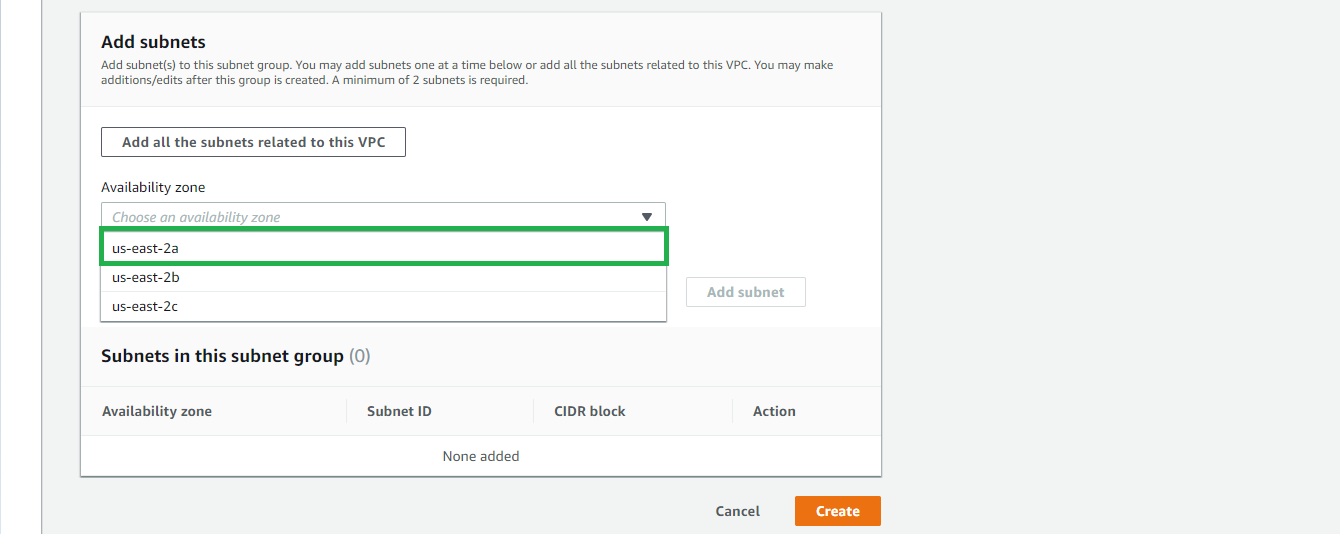 Add subnets
Add subnet(s) to this subnet group. You may add subnets one at a time below or add all the subnets related to this VPC. You may make
additions/edits after this group is created. A minimum of 2 subnets is required.
Add all the subnets related to this VPC
Availability zone
Choose an availability zone
us-east-2a
us-east-2b
us-east-2c
Add subnet
Subnets in this subnet group (0)
Availability zone Subnet ID CIDR block Action
None added
Cancel Create